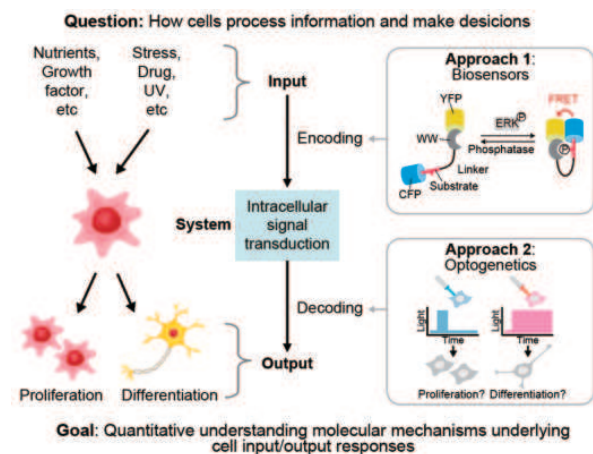 Question: How cells process information and make desicions
Nutrients,
Growth
factor,
etc
Stress,
Drug,
UV,
etc
Input
Encoding
System
Intracellular
signal
transduction
Decoding
Output
Proliferation
Differentiation
Approach 1:
Biosensors
YFP
FRET
ERK P
WW
Phosphatase
P
Linker
Substrate
CFP
Approach 2:
Optogenetics
Light
Time
Light
Time
Proliferation?
Differentiation?
Goal: Quantitative understanding molecular mechanisms underlying
cell input/output responses